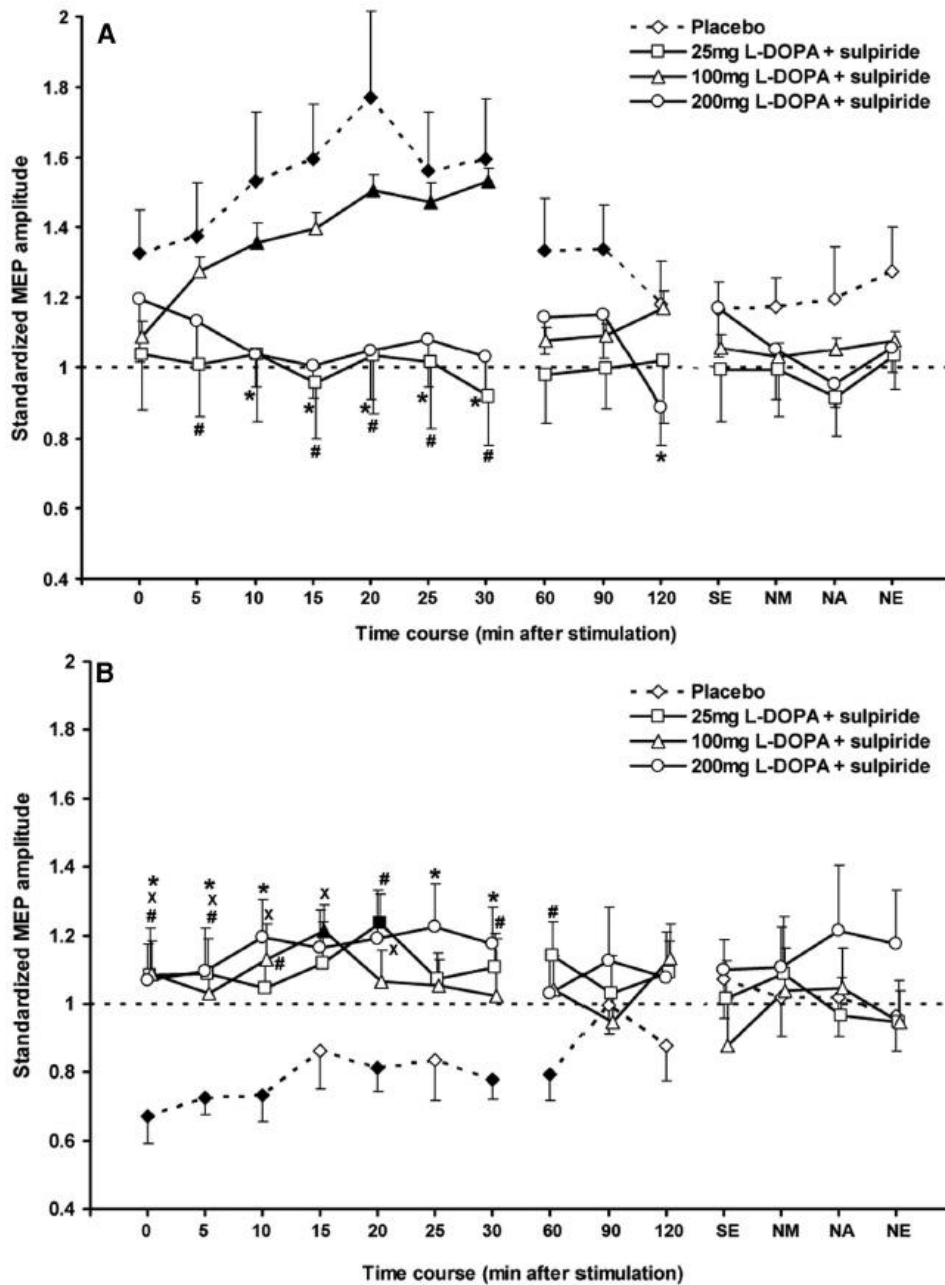 A
Placebo
25mg L-DOPA + sulpiride
100mg L-DOPA + sulpiride
200mg L-DOPA + sulpiride
Standardized MEP amplitude
2
1.8
1.6
1.4
1.2
1
0.8
0.6
0.4
* * * * *
# # # # #
*
0 5 10 15 20 25 30 60 90 120 SE NM NA NE
Time course (min after stimulation)
B
Placebo
25mg L-DOPA + sulpiride
100mg L-DOPA + sulpiride
200mg L-DOPA + sulpiride
Standardized MEP amplitude
2
1.8
1.6
1.4
1.2
1
0.8
0.6
0.4
* * * x # * * #
x x x x #
# # #
0 5 10 15 20 25 30 60 90 120 SE NM NA NE
Time course (min after stimulation)